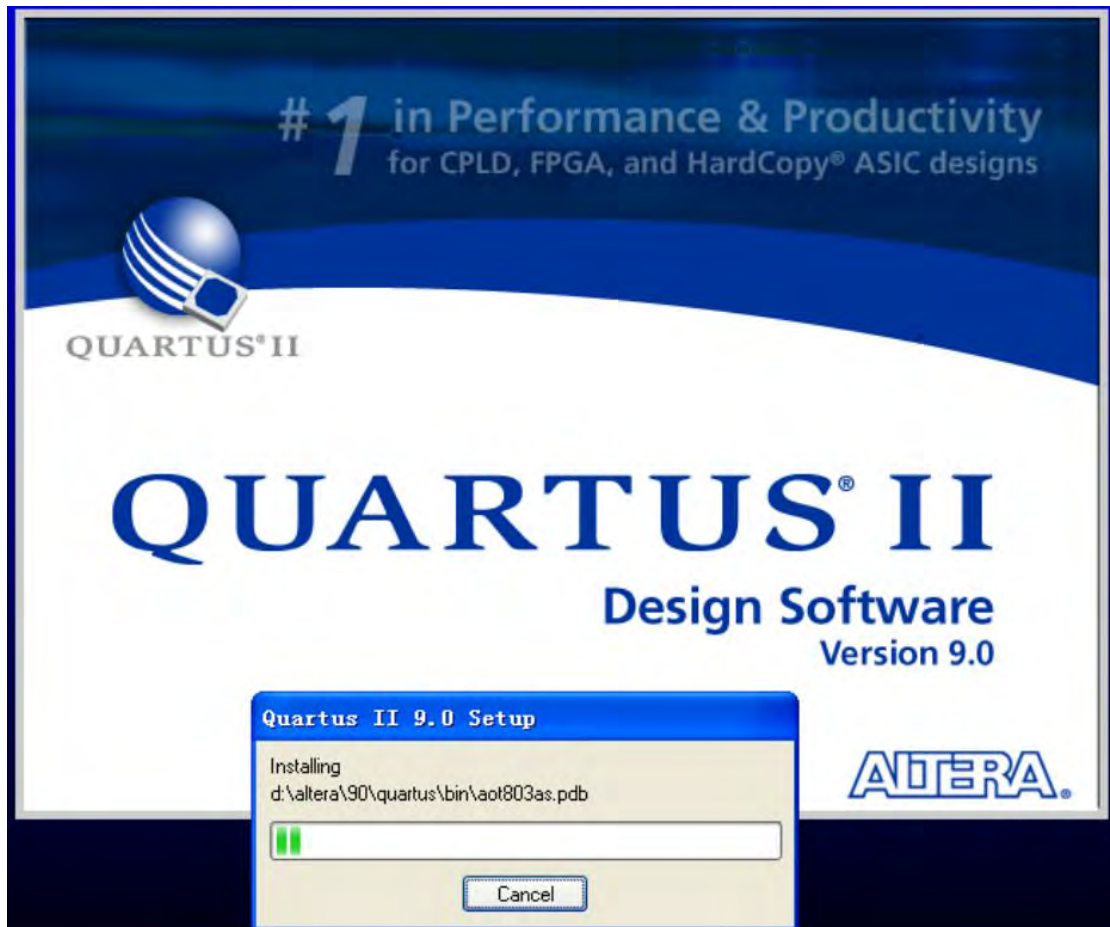 #1 in Performance & Productivity
for CPLD, FPGA, and HardCopy® ASIC designs
QUARTUS® II
QUARTUS® II
Design Software
Version 9.0
Quartus II 9.0 Setup
Installing
d:\altera\90\quartus\bin\aot803as.pdb
ALTERA®
Cancel